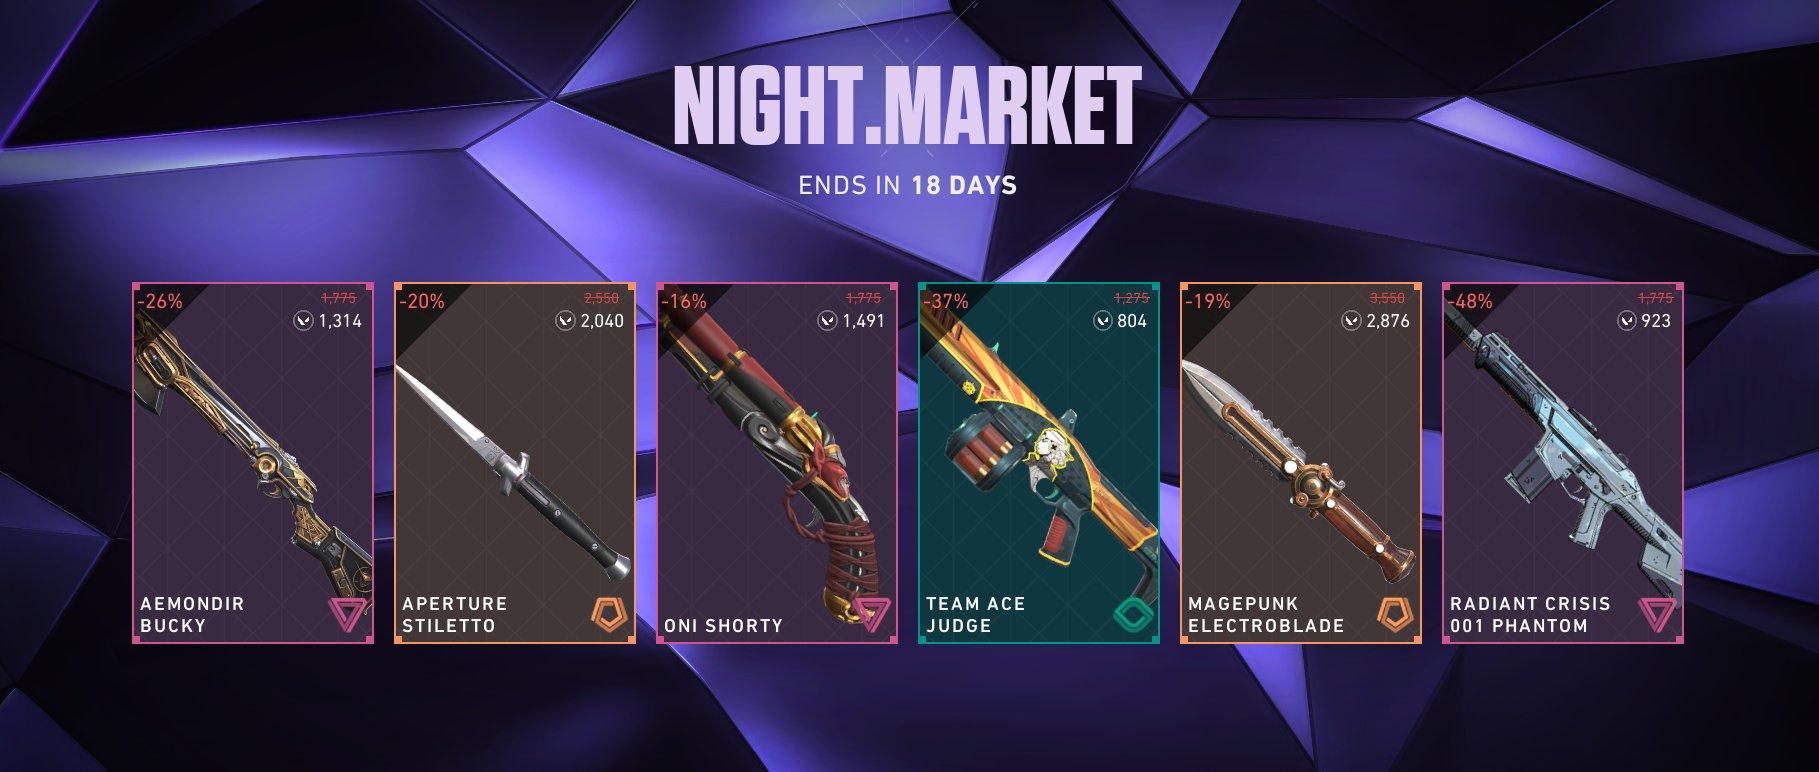 NIGHT.MARKET
ENDS IN 18 DAYS
-26%
1,775
1,314
AEMONDIR
BUCKY
-20%
2,550
2,040
APERTURE
STILETTO
-16%
1,775
1,491
ONI SHORTY
-37%
1,275
804
TEAM ACE
JUDGE
-19%
3,550
2,876
MAGEPUNK
ELECTROBLADE
-48%
1,775
923
RADIANT CRISIS
001 PHANTOM